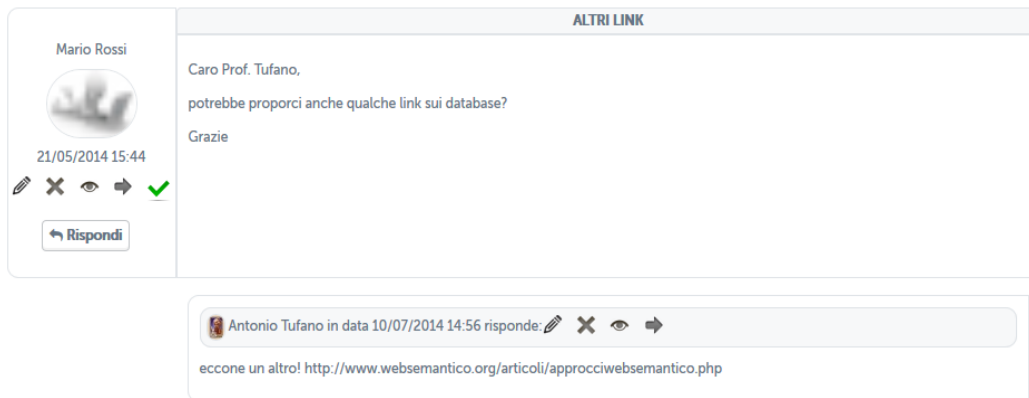 ALTRI LINK
Mario Rossi
21/05/2014 15:44
Rispondi
Caro Prof. Tufano,
potrebbe proporci anche qualche link sui database?
Grazie
Antonio Tufano in data 10/07/2014 14:56 risponde:
eccone un altro! http://www.websemantico.org/articoli/approcciwebsemantico.php